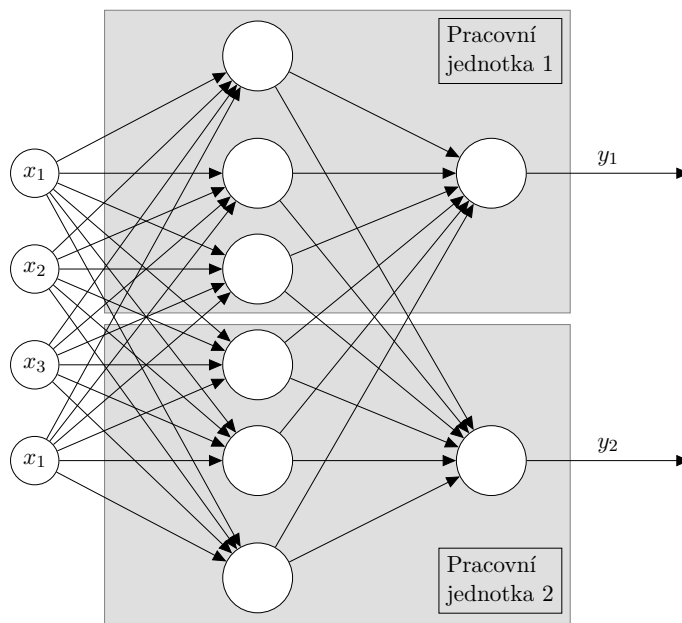 Pracovní
jednotka 1
x₁
y₁
x₂
x₃
x₁
y₂
Pracovní
jednotka 2